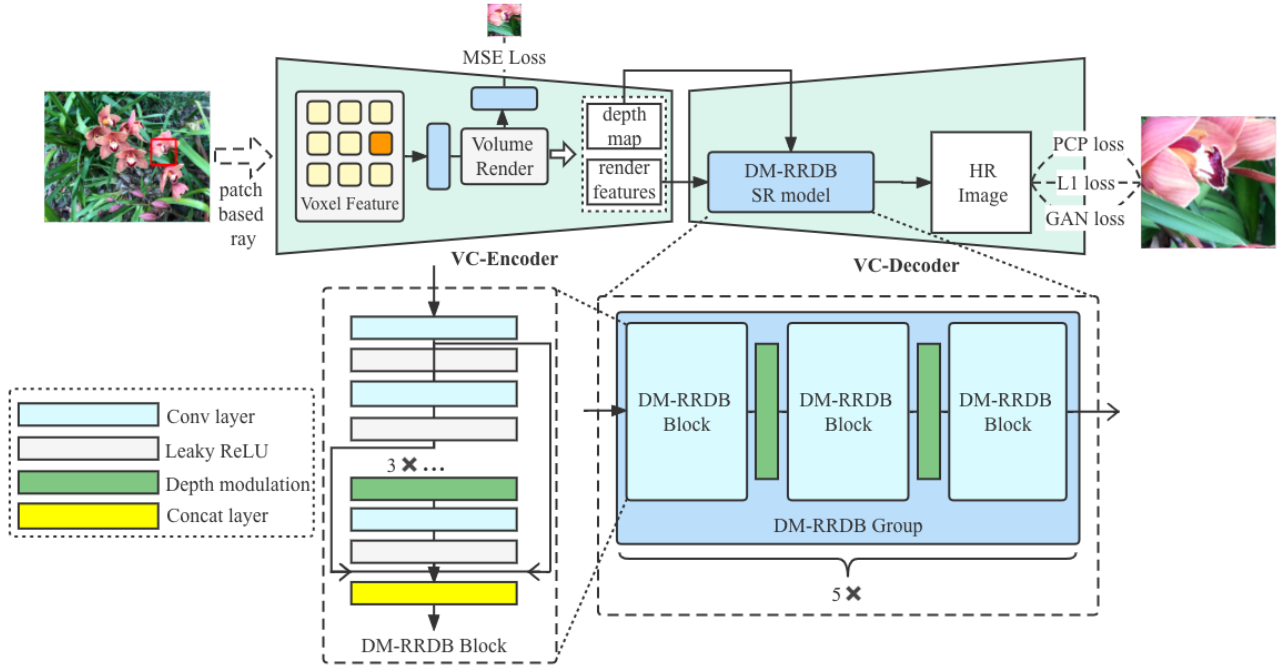 MSE Loss
patch
based
ray
Voxel Feature
Volume
Render
depth
map
render
features
DM-RRDB
SR model
HR
Image
PCP loss
L1 loss
GAN loss
VC-Encoder
VC-Decoder
Conv layer
Leaky ReLU
Depth modulation
Concat layer
3 ✖ ...
DM-RRDB Block
DM-RRDB
Block
DM-RRDB
Block
DM-RRDB
Block
DM-RRDB Group
5 ✖